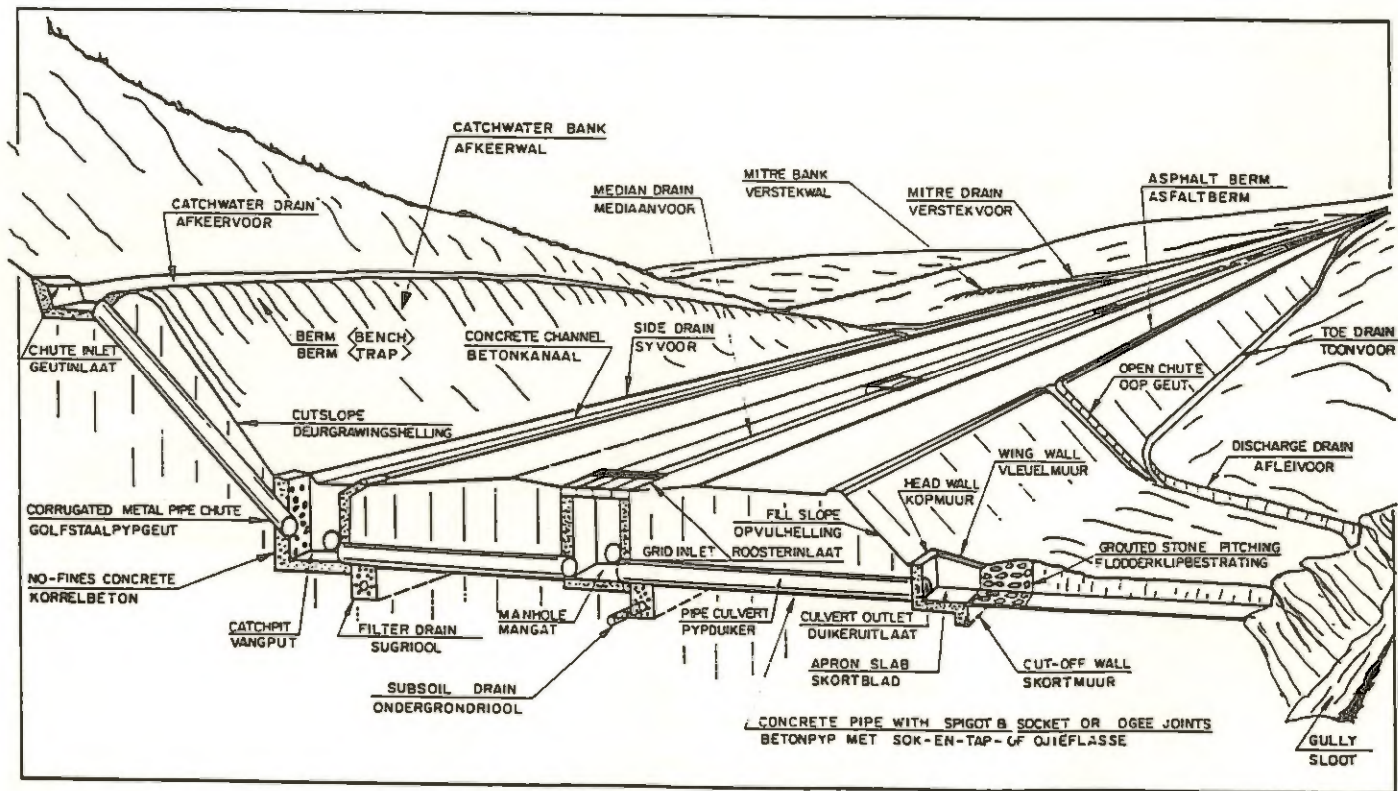 CATCHWATER BANK
AFKEERWAL
MEDIAN DRAIN
MEDIAANVOOR
MITRE BANK
VERSTEKWAL
MITRE DRAIN
VERSTEKVOOR
ASPHALT BERM
ASFALTBERM
CATCHWATER DRAIN
AFKEERVOOR
CHUTE INLET
GEUTINLAAT
BERM <BENCH>
BERM <TRAP>
CONCRETE CHANNEL
BETONKANAAL
SIDE DRAIN
SYVOOR
TOE DRAIN
TOONVOOR
OPEN CHUTE
OOP GEUT
CUTSLOPE
DEURGRAWINGSHELLING
DISCHARGE DRAIN
AFLEIVOOR
WING WALL
VLEUELMUUR
HEAD WALL
KOPMUUR
CORRUGATED METAL PIPE CHUTE
GOLFSTAALPYPGEUT
FILL SLOPE
OPVULHELLING
GRID INLET ROOSTERINLAAT
GROUTED STONE PITCHING
FLODDERKLIPBESTRATING
NO-FINES CONCRETE
KORRELBETON
CATCHPIT
VANGPUT
FILTER DRAIN
SUGRIOOL
MANHOLE
MANGAT
PIPE CULVERT
PYPDUIKER
CULVERT OUTLET
DUIKERUITLAAT
APRON SLAB
SKORTBLAD
CUT-OFF WALL
SKORTMUUR
SUBSOIL DRAIN
ONDERGRONDRIOOL
CONCRETE PIPE WITH SPIGOT & SOCKET OR OGEE JOINTS
BETONPYP MET SOK-EN-TAP-OF OJIEFLASSE
GULLY
SLOOT